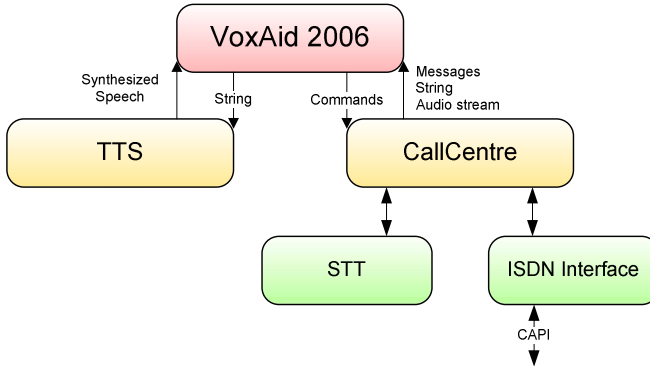 VoxAid 2006
Synthesized
Speech
String
Commands
Messages
String
Audio stream
TTS
CallCentre
STT
ISDN Interface
CAPI